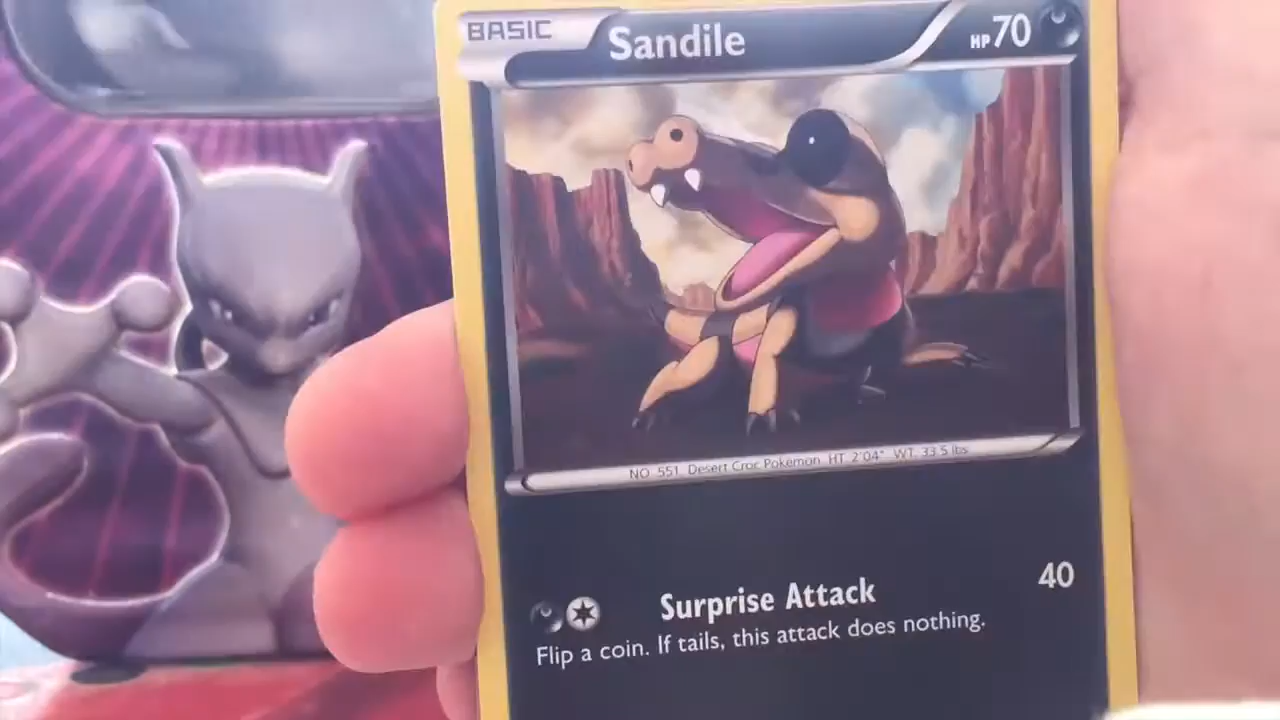 BASIC
Sandile
HP70
NO. 551 Desert Croc Pokémon HT. 2'04" WT. 33.5 lbs
Surprise Attack 40
Flip a coin. If tails, this attack does nothing.